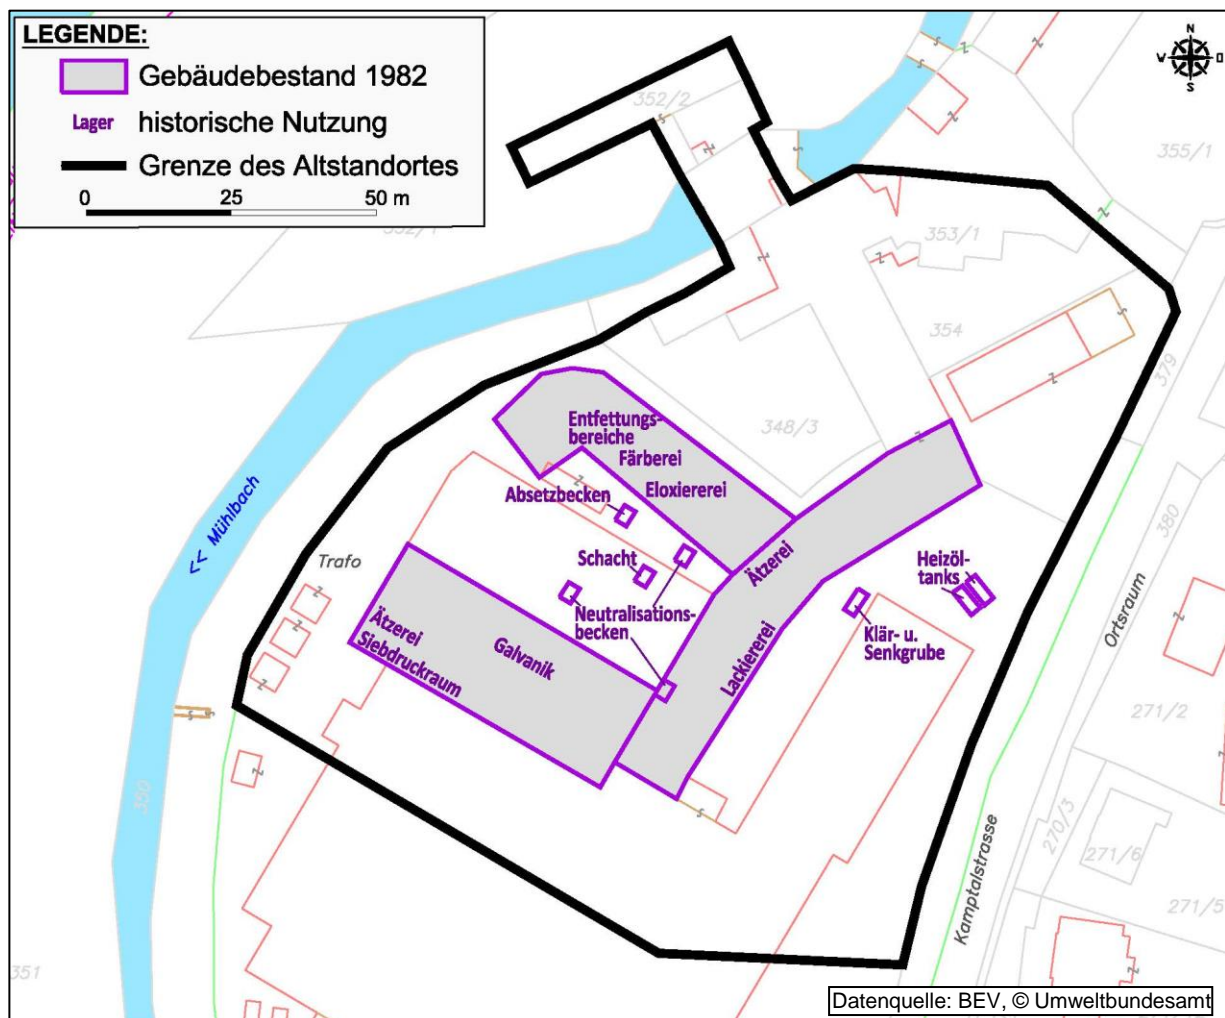 LEGENDE:
Gebäudebestand 1982
Lager historische Nutzung
Grenze des Altstandortes
0 25 50 m
N
W O
S
352/2
355/1
352/1
353/1
354
379
348/3
Entfettungs-
bereiche
Färberei
Eloxiererei
Absetzbecken
<< Mühlbach
380
Trafo
Schacht
Ätzerei
Heizöl-
tanks
Neutralisations-
becken
Klär- u.
Senkgrube
Ortsraum
Ätzerei
Siebdruckraum
Galvanik
Lackiererei
271/2
350
270/3
271/6
Kamptalstrasse
271/5
351
Datenquelle: BEV, © Umweltbundesamt